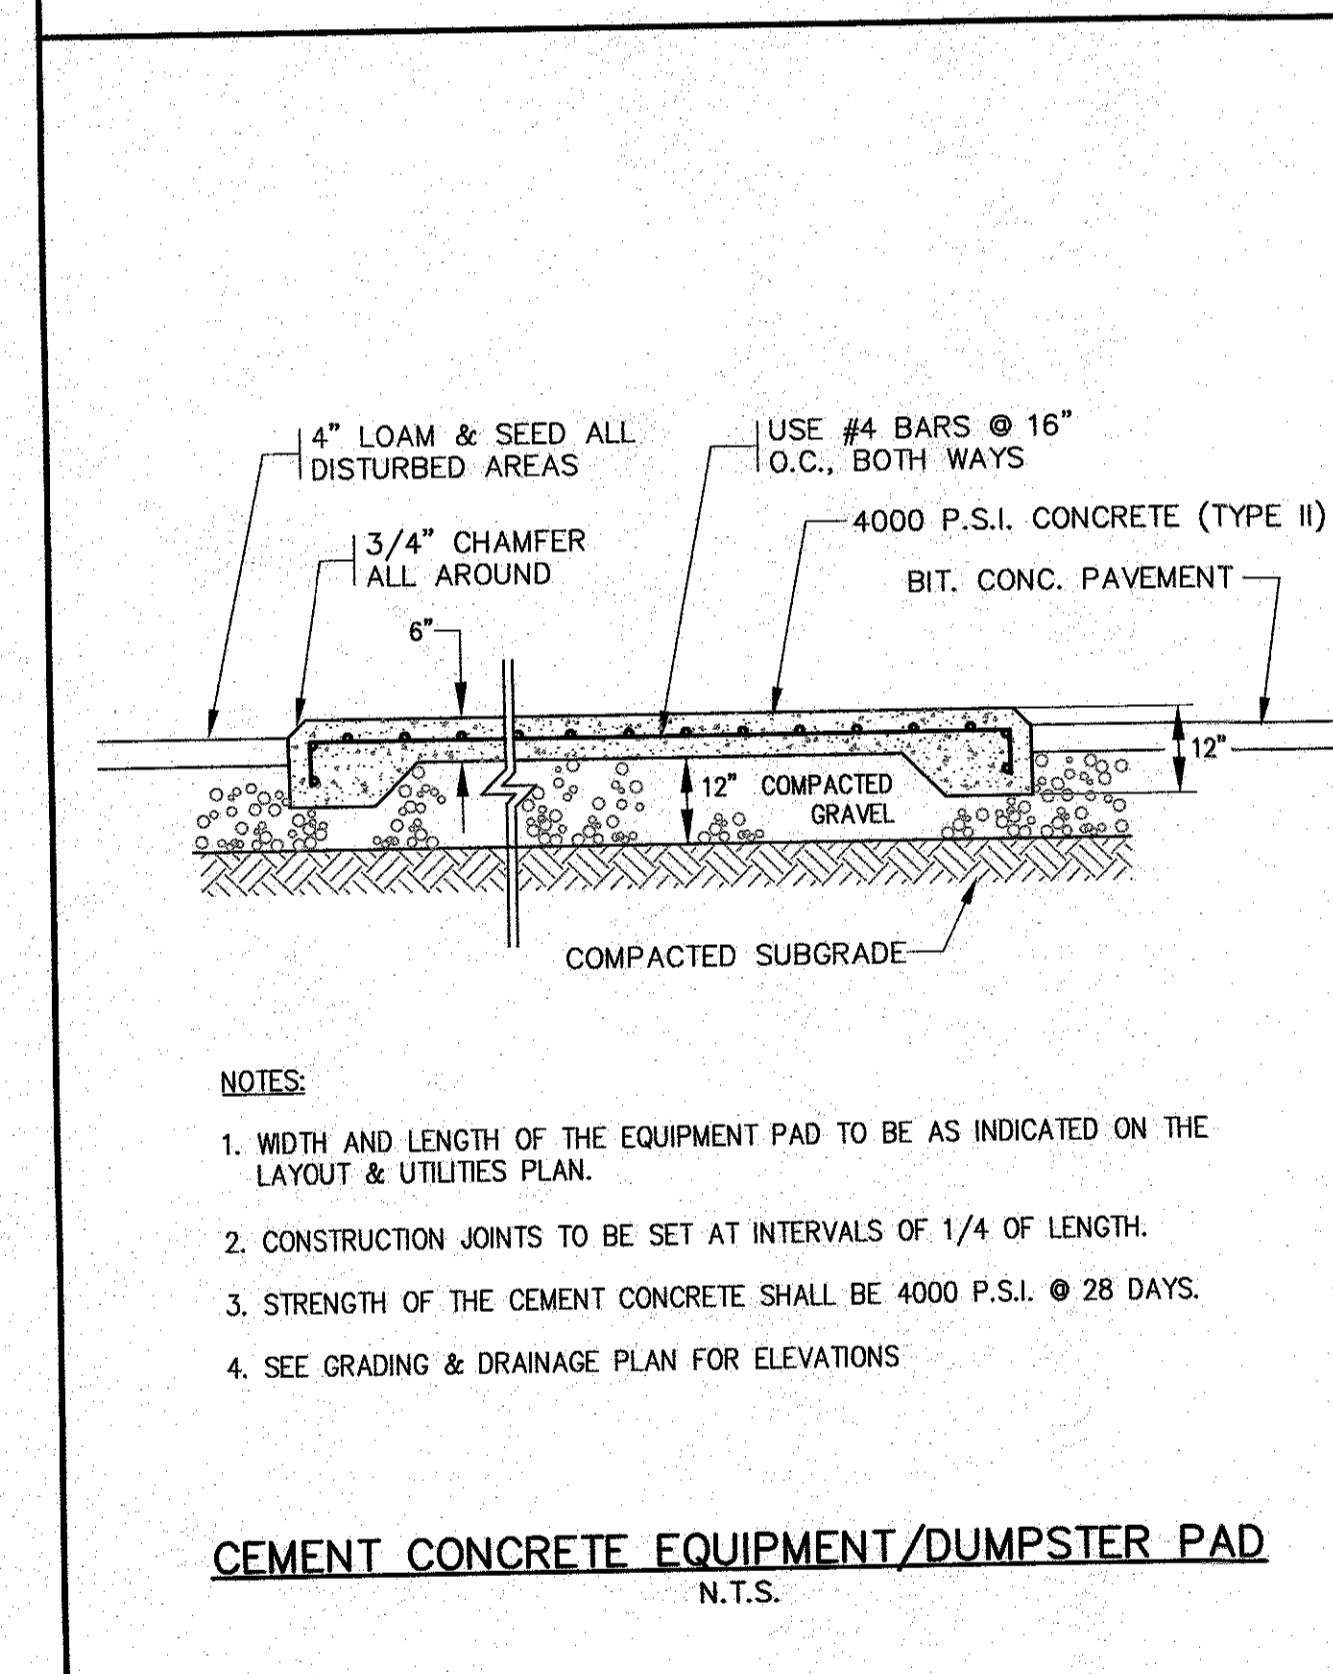 4" LOAM & SEED ALL
DISTURBED AREAS
USE #4 BARS @ 16"
O.C., BOTH WAYS
4000 P.S.I. CONCRETE (TYPE II)
3/4" CHAMFER
ALL AROUND
BIT. CONC. PAVEMENT
6"
12"
12" COMPACTED
GRAVEL
COMPACTED SUBGRADE
NOTES:
1. WIDTH AND LENGTH OF THE EQUIPMENT PAD TO BE AS INDICATED ON THE
LAYOUT & UTILITIES PLAN.
2. CONSTRUCTION JOINTS TO BE SET AT INTERVALS OF 1/4 OF LENGTH.
3. STRENGTH OF THE CEMENT CONCRETE SHALL BE 4000 P.S.I. @ 28 DAYS.
4. SEE GRADING & DRAINAGE PLAN FOR ELEVATIONS
CEMENT CONCRETE EQUIPMENT/DUMPSTER PAD
N.T.S.